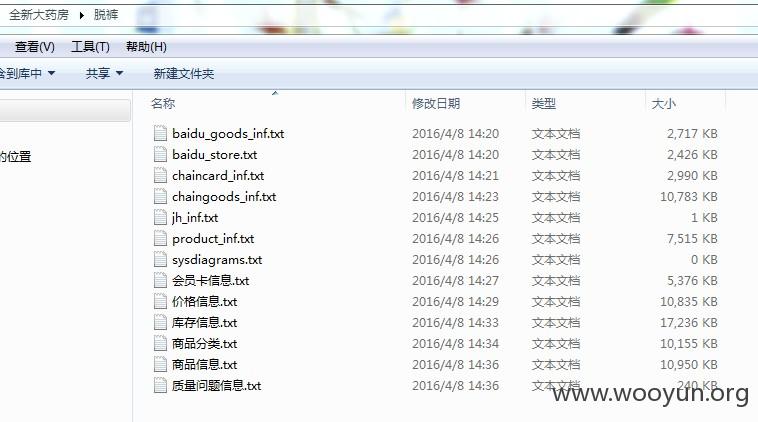 全新大药房 脱裤
查看(V) 工具(T) 帮助(H)
含到库中 共享 新建文件夹
名称 修改日期 类型 大小
baidu_goods_inf.txt 2016/4/8 14:20 文本文档 2,717 KB
的位置 baidu_store.txt 2016/4/8 14:20 文本文档 2,426 KB
chaincard_inf.txt 2016/4/8 14:21 文本文档 2,990 KB
chaingoods_inf.txt 2016/4/8 14:23 文本文档 10,783 KB
jh_inf.txt 2016/4/8 14:25 文本文档 1 KB
product_inf.txt 2016/4/8 14:26 文本文档 7,515 KB
sysdiagrams.txt 2016/4/8 14:26 文本文档 0 KB
会员卡信息.txt 2016/4/8 14:27 文本文档 5,376 KB
价格信息.txt 2016/4/8 14:29 文本文档 10,835 KB
库存信息.txt 2016/4/8 14:33 文本文档 17,236 KB
商品分类.txt 2016/4/8 14:34 文本文档 10,155 KB
商品信息.txt 2016/4/8 14:36 文本文档 10,950 KB
质量问题信息.txt 2016/4/8 14:36 文本文档 240 KB
www.wooyun.org